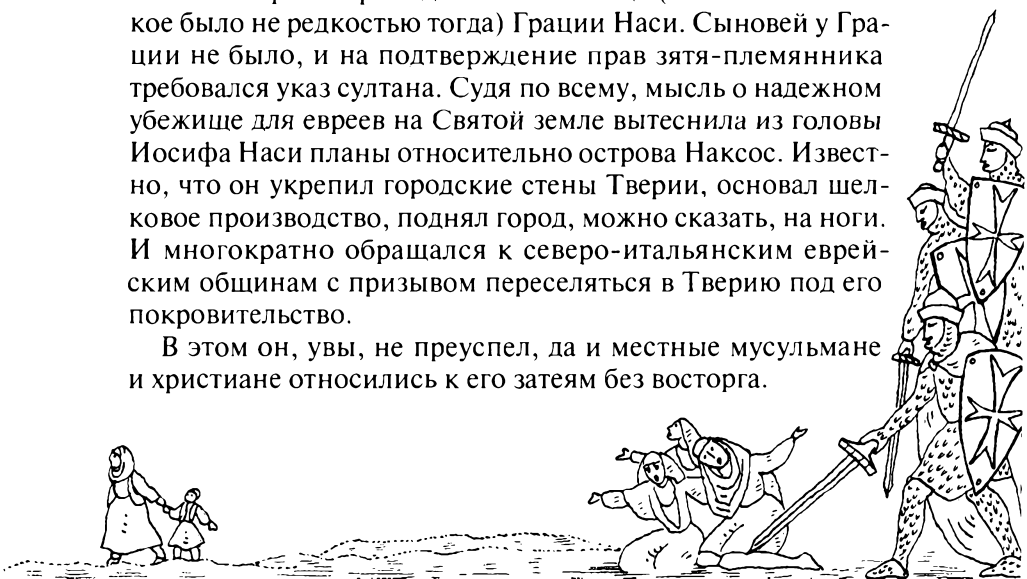 кое было не редкостью тогда) Грации Наси. Сыновей у Гра-
ции не было, и на подтверждение прав зятя-племянника
требовался указ султана. Судя по всему, мысль о надежном
убежище для евреев на Святой земле вытеснила из головы
Иосифа Наси планы относительно острова Наксос. Извест-
но, что он укрепил городские стены Тверии, основал шел-
ковое производство, поднял город, можно сказать, на ноги.
И многократно обращался к северо-итальянским еврей-
ским общинам с призывом переселяться в Тверию под его
покровительство.
В этом он, увы, не преуспел, да и местные мусульмане
и христиане относились к его затеям без восторга.